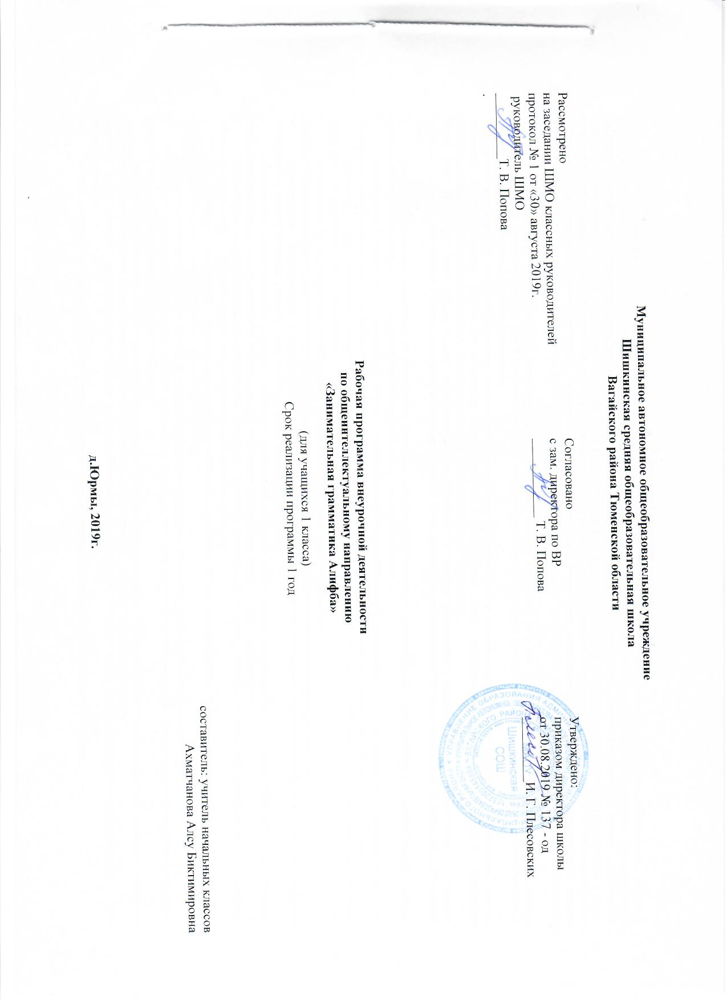 Муниципальное автономное общеобразовательное учреждение
Шишкинская средняя общеобразовательная школа
Вагайского района Тюменской области
Рассмотрено
на заседании ШМО классных руководителей
протокол № 1 от «30» августа 2019г.
руководитель ШМО
Т. В. Попова
Согласовано
с зам. директора по ВР
Т. В. Попова
Утверждено:
приказом директора школы
от 30.08.2019 № 137 - од
И. Г. Плесовских
ШИШКИНСКАЯ
СОШ
Рабочая программа внеурочной деятельности
по общеинтеллектуальному направлению
«Занимательная грамматика Алифба»
(для учащихся 1 класса)
Срок реализации программы 1 год
составитель: учитель начальных классов
Ахматчанова Алсу Биктимировна
д.Юрмы, 2019г.